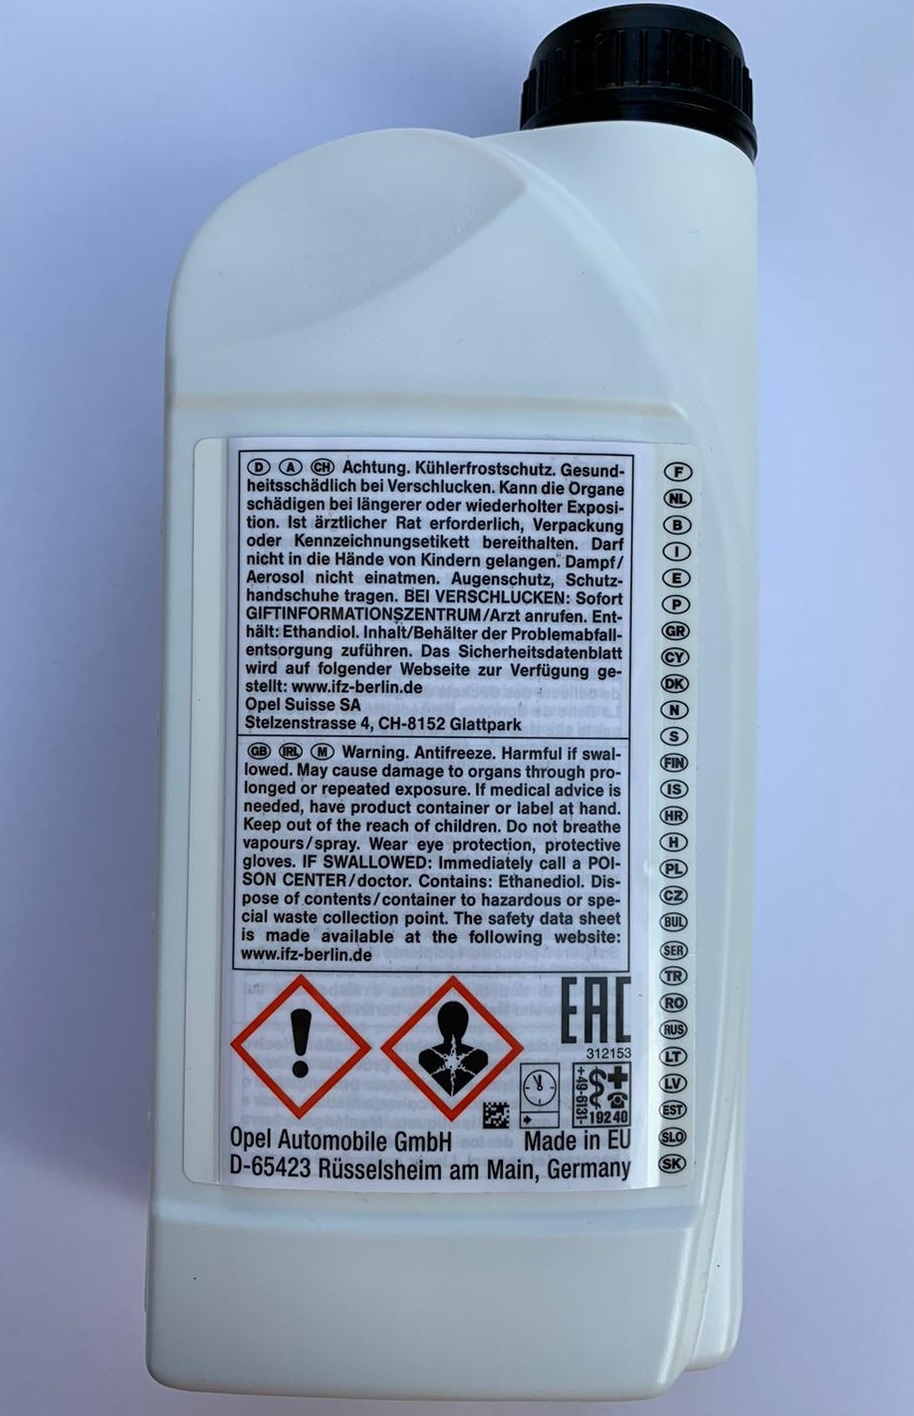 D A CH Achtung. Kühlerfrostschutz. Gesund-
heitsschädlich bei Verschlucken. Kann die Organe
schädigen bei längerer oder wiederholter Exposi-
tion. Ist ärztlicher Rat erforderlich, Verpackung
oder Kennzeichnungsetikett bereithalten. Darf
nicht in die Hände von Kindern gelangen. Dampf/
Aerosol nicht einatmen. Augenschutz, Schutz-
handschuhe tragen. BEI VERSCHLUCKEN: Sofort
GIFTINFORMATIONSZENTRUM/Arzt anrufen. Ent-
hält: Ethandiol. Inhalt/Behälter der Problemabfall-
entsorgung zuführen. Das Sicherheitsdatenblatt
wird auf folgender Webseite zur Verfügung ge-
stellt: www.ifz-berlin.de
Opel Suisse SA
Stelzenstrasse 4, CH-8152 Glattpark
GB IRL M Warning. Antifreeze. Harmful if swal-
lowed. May cause damage to organs through pro-
longed or repeated exposure. If medical advice is
needed, have product container or label at hand.
Keep out of the reach of children. Do not breathe
vapours/spray. Wear eye protection, protective
gloves. IF SWALLOWED: Immediately call a POI-
SON CENTER/doctor. Contains: Ethanediol. Dis-
pose of contents/container to hazardous or spe-
cial waste collection point. The safety data sheet
is made available at the following website:
www.ifz-berlin.de
EAC
312153
+49-6131-
19240
Opel Automobile GmbH Made in EU
D-65423 Rüsselsheim am Main, Germany
F
NL
B
I
E
P
GR
CY
DK
N
S
FIN
IS
HR
H
PL
CZ
BUL
SER
TR
RO
RUS
LT
LV
EST
SLO
SK